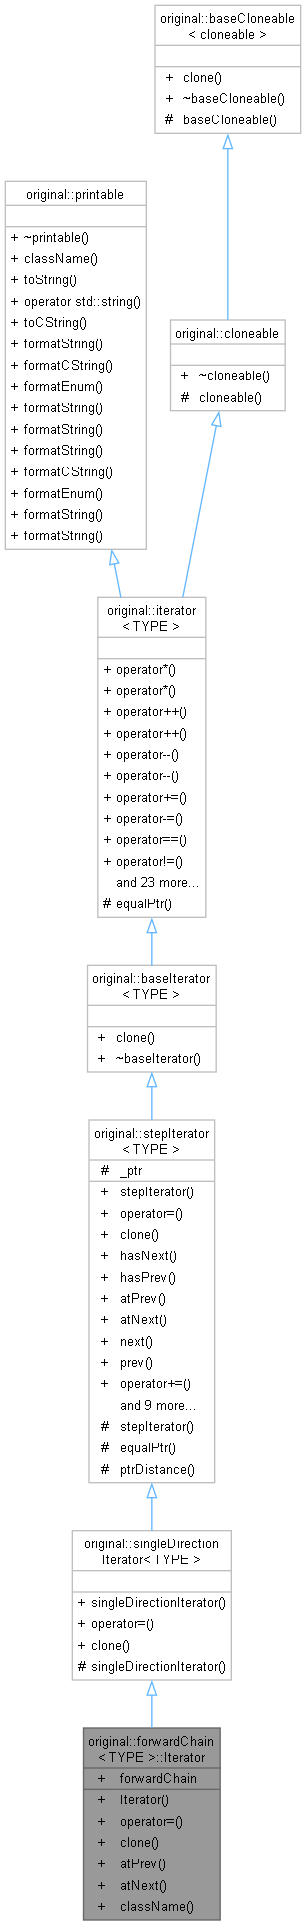 original::baseCloneable
< cloneable >
+ clone()
+ ~baseCloneable()
# baseCloneable()
original::printable
+ ~printable()
+ className()
+ toString()
+ operator std::string()
+ toCString()
+ formatString()
+ formatCString()
+ formatEnum()
+ formatString()
+ formatString()
+ formatString()
+ formatCString()
+ formatEnum()
+ formatString()
+ formatString()
original::cloneable
+ ~cloneable()
# cloneable()
original::iterator
< TYPE >
+ operator*()
+ operator*()
+ operator++()
+ operator++()
+ operator--()
+ operator--()
+ operator+=()
+ operator-=()
+ operator==()
+ operator!=()
and 23 more...
# equalPtr()
original::baseIterator
< TYPE >
+ clone()
+ ~baseIterator()
original::stepIterator
< TYPE >
# _ptr
+ stepIterator()
+ operator=()
+ clone()
+ hasNext()
+ hasPrev()
+ atPrev()
+ atNext()
+ next()
+ prev()
+ operator+=()
and 9 more...
# stepIterator()
# equalPtr()
# ptrDistance()
original::singleDirection
Iterator< TYPE >
+ singleDirectionIterator()
+ operator=()
+ clone()
# singleDirectionIterator()
original::forwardChain
< TYPE >::Iterator
+ forwardChain
+ Iterator()
+ operator=()
+ clone()
+ atPrev()
+ atNext()
+ className()